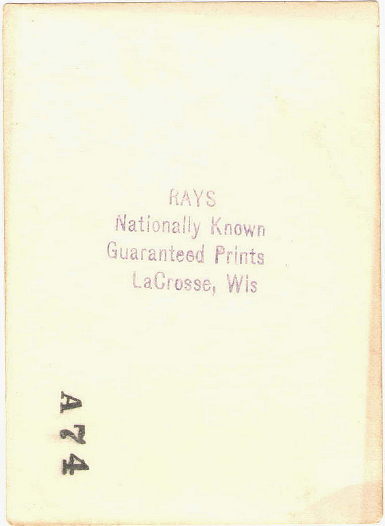 RAYS
Nationally Known
Guaranteed Prints
LaCrosse, Wis
A74